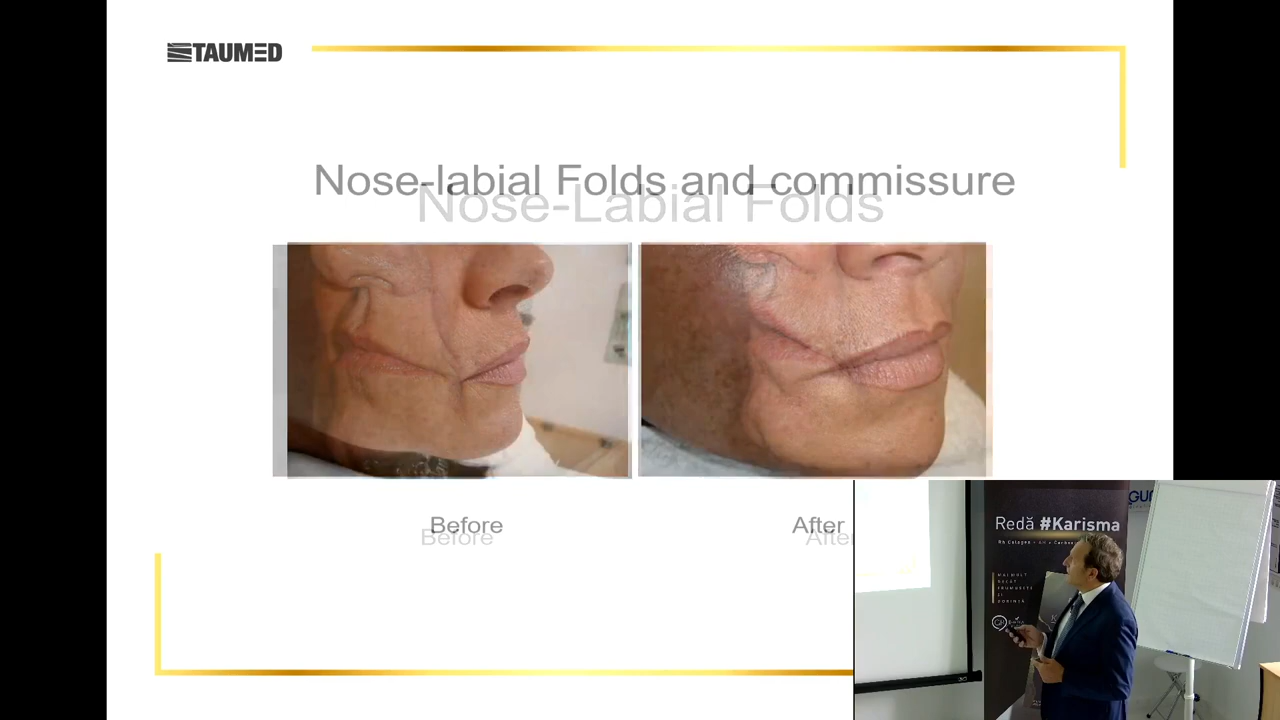 TAUMED
Nose-labial Folds and commissure
Nose-Labial Folds
Before
After
Before
After
Redă #Karisma